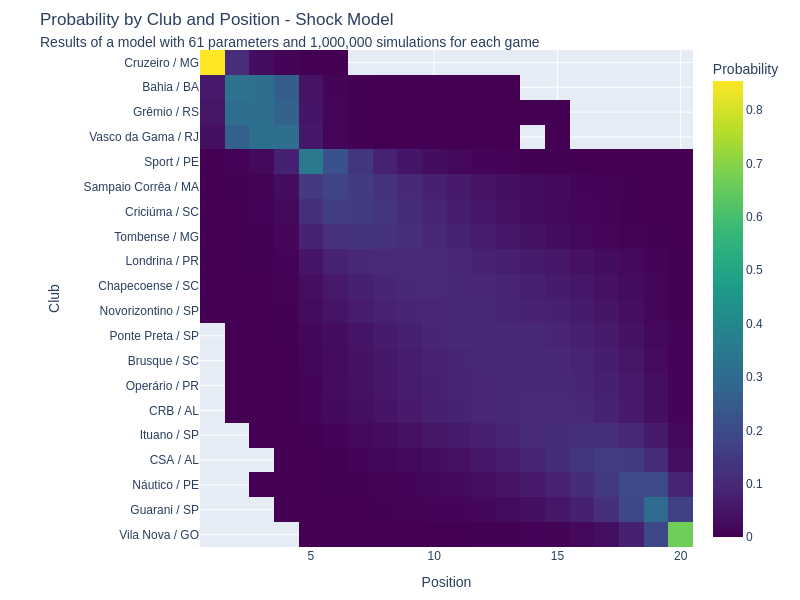 Probability by Club and Position - Shock Model
Results of a model with 61 parameters and 1,000,000 simulations for each game
Probability
Club
Cruzeiro / MG
Bahia / BA
Grêmio / RS
Vasco da Gama / RJ
Sport / PE
Sampaio Corrêa / MA
Criciúma / SC
Tombense / MG
Londrina / PR
Chapecoense / SC
Novorizontino / SP
Ponte Preta / SP
Brusque / SC
Operário / PR
CRB / AL
Ituano / SP
CSA / AL
Náutico / PE
Guarani / SP
Vila Nova / GO
0.8
0.7
0.6
0.5
0.4
0.3
0.2
0.1
0
5 10 15 20
Position